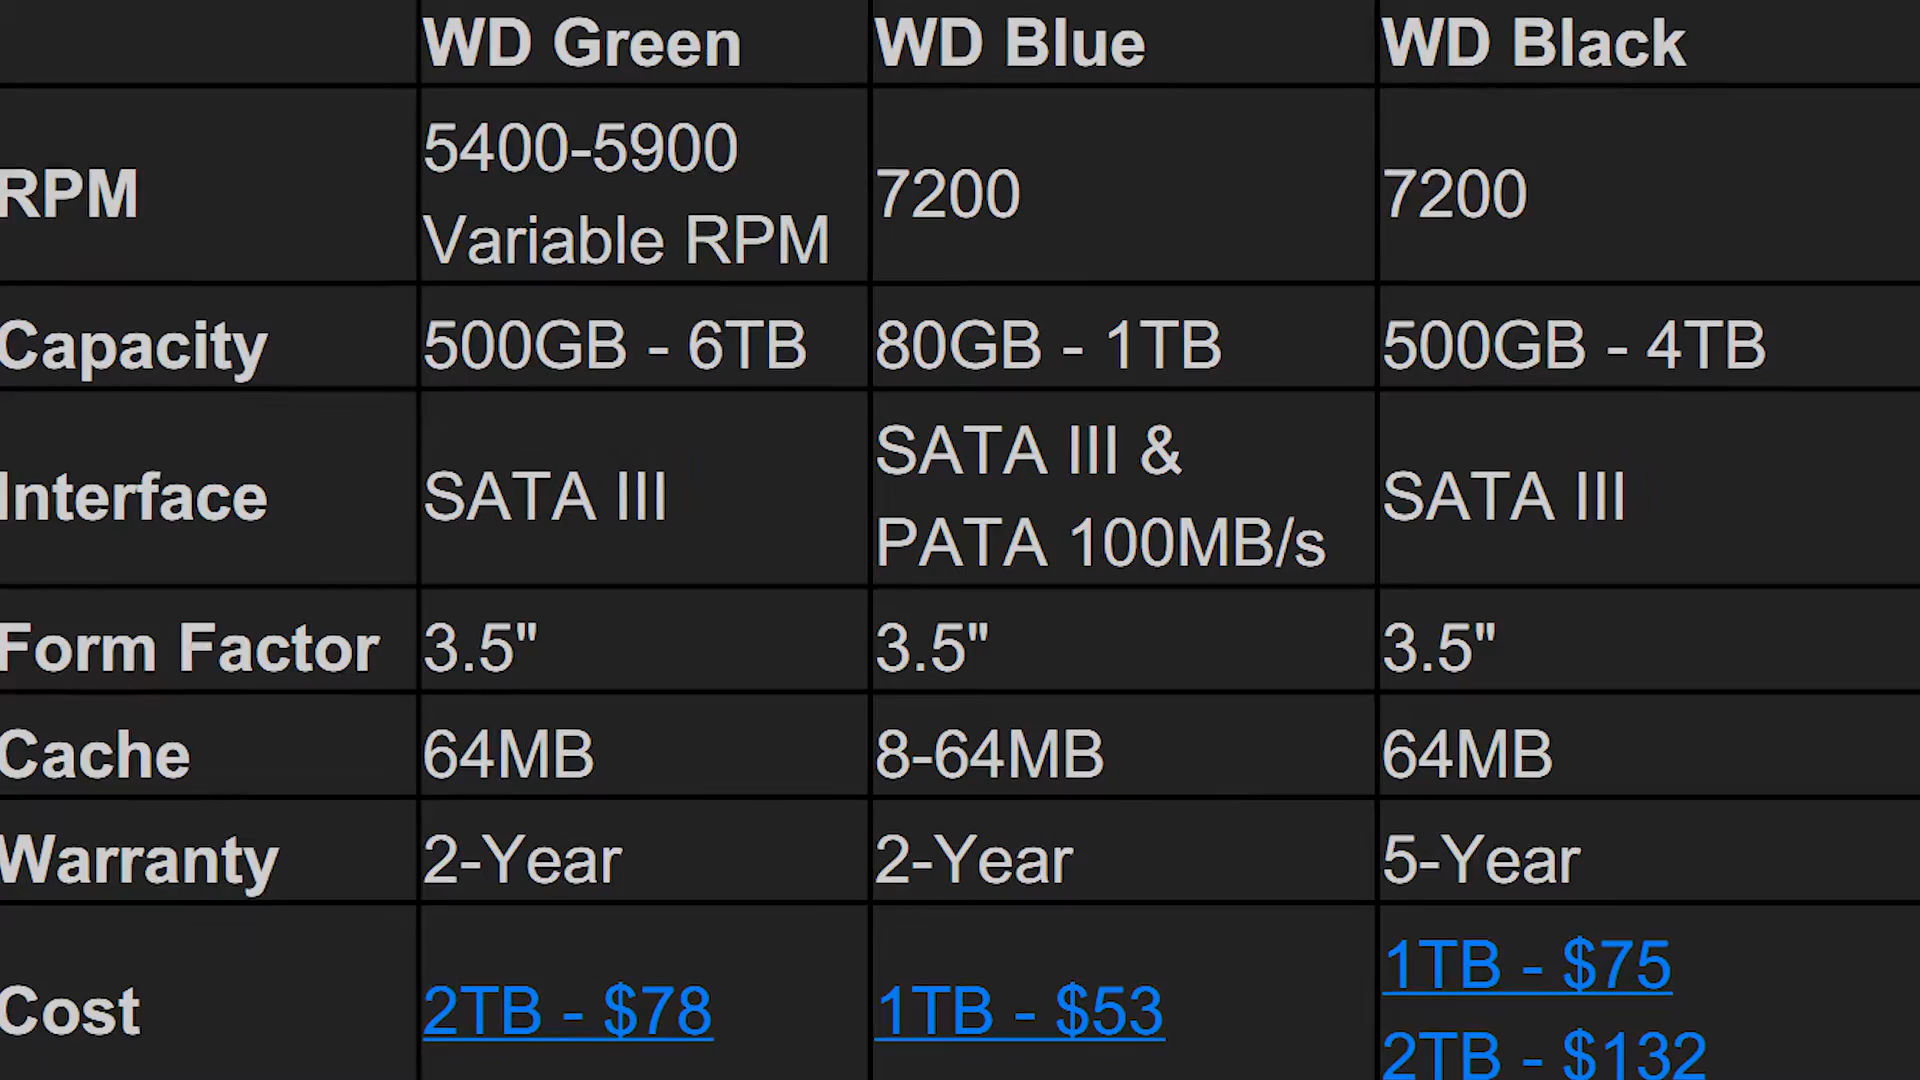 WD Green WD Blue WD Black
RPM 5400-5900 Variable RPM 7200 7200
Capacity 500GB - 6TB 80GB - 1TB 500GB - 4TB
Interface SATA III SATA III & PATA 100MB/s SATA III
Form Factor 3.5" 3.5" 3.5"
Cache 64MB 8-64MB 64MB
Warranty 2-Year 2-Year 5-Year
Cost 2TB - $78 1TB - $53 1TB - $75
2TB - $132